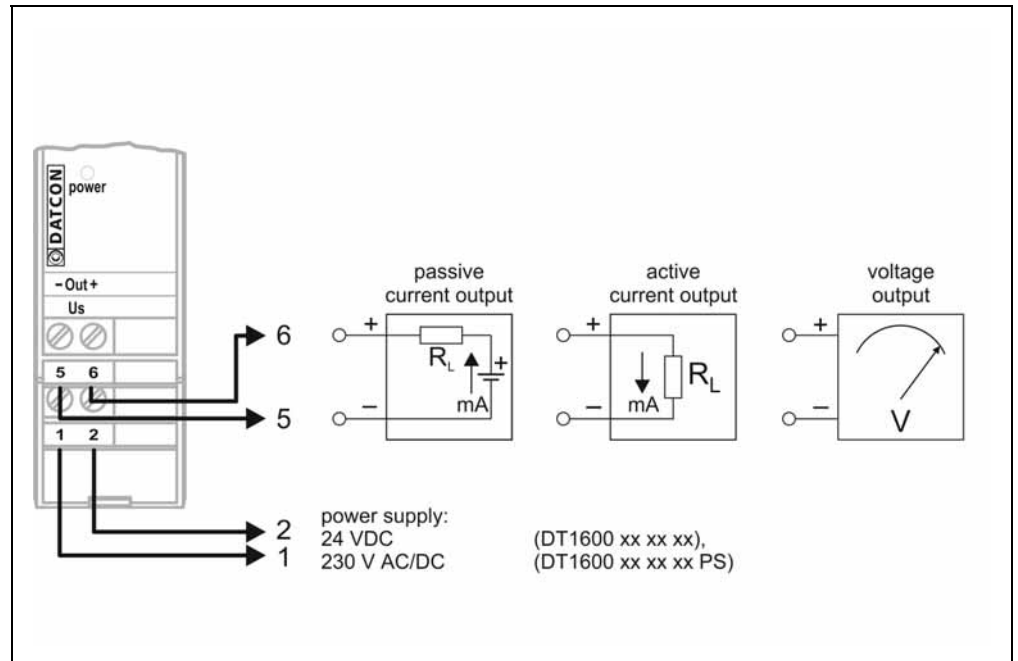 © DATCON
power
– Out +
Us
5 6
1 2
6
5
2
1
passive
current output
+
R_L
+
mA
–
active
current output
+
R_L
mA
–
voltage
output
+
–
V
power supply:
24 VDC (DT1600 xx xx xx),
230 V AC/DC (DT1600 xx xx xx PS)